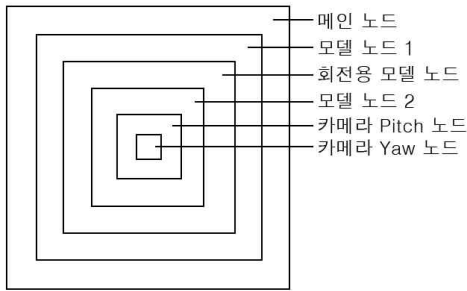 메인 노드
모델 노드 1
회전용 모델 노드
모델 노드 2
카메라 Pitch 노드
카메라 Yaw 노드